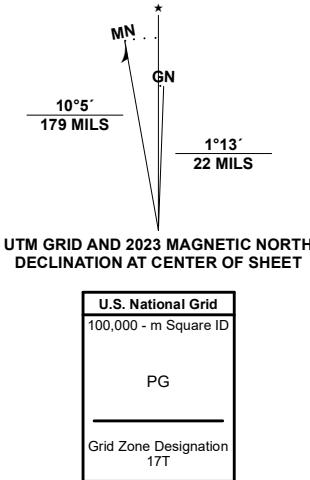 ★
MN
GN
10°5´
179 MILS
1°13´
22 MILS
UTM GRID AND 2023 MAGNETIC NORTH
DECLINATION AT CENTER OF SHEET
U.S. National Grid
100,000 - m Square ID
PG
Grid Zone Designation
17T